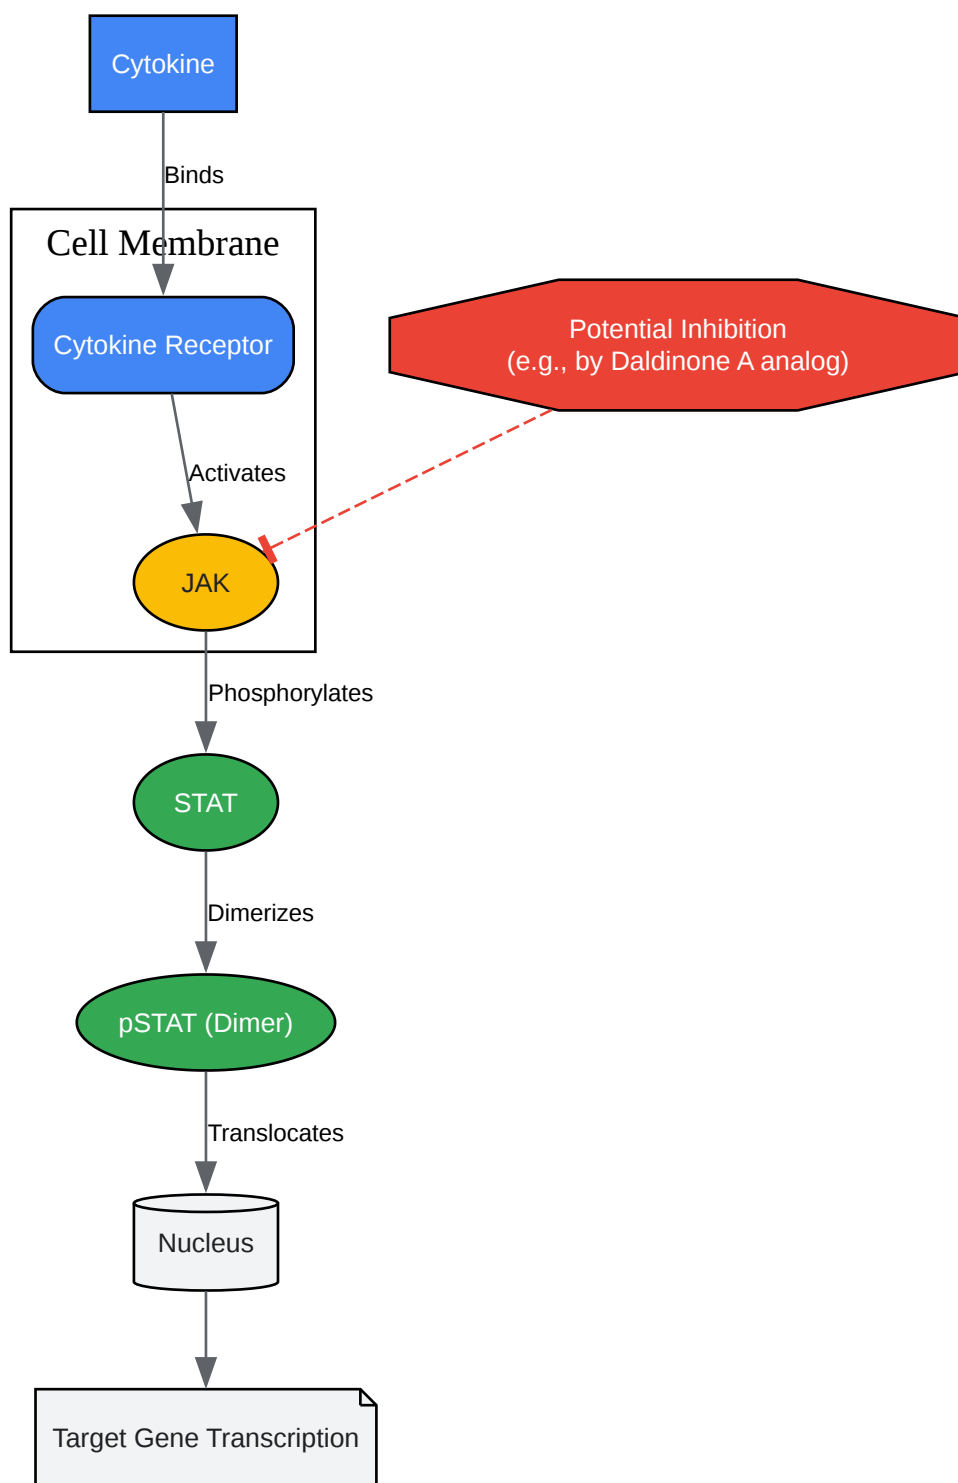 Cytokine
Binds
Cell Membrane
Cytokine Receptor
Potential Inhibition
(e.g., by Daldinone A analog)
Activates
JAK
Phosphorylates
STAT
Dimerizes
pSTAT (Dimer)
Translocates
Nucleus
Target Gene Transcription